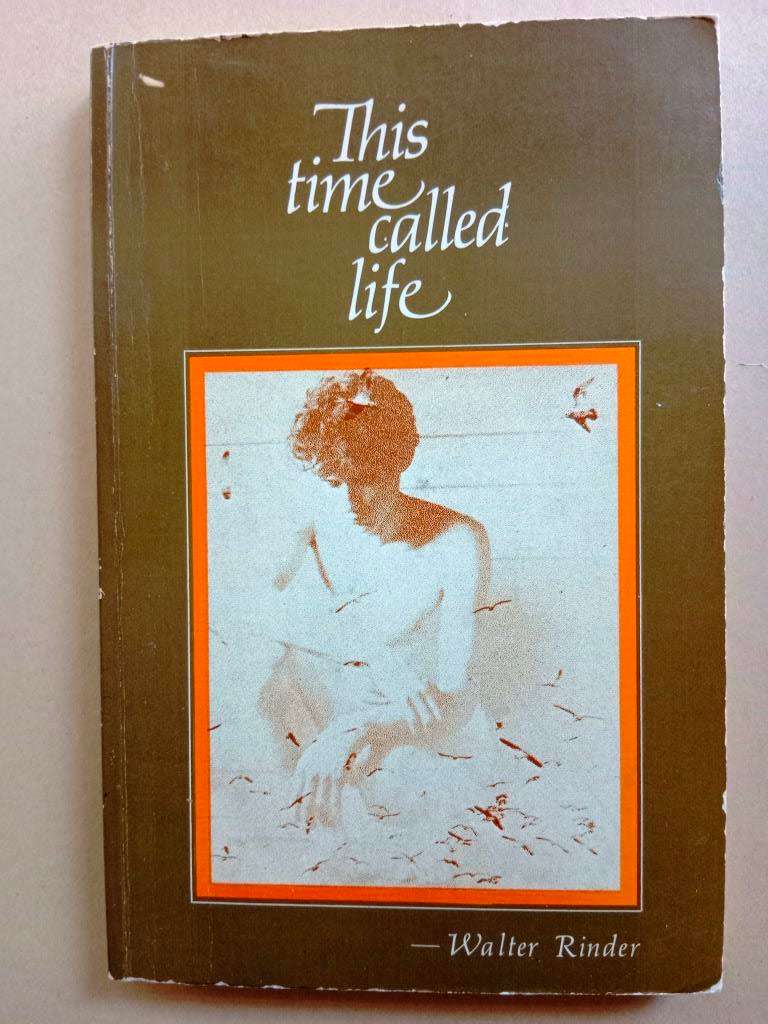 This
time
called
life
— Walter Rinder